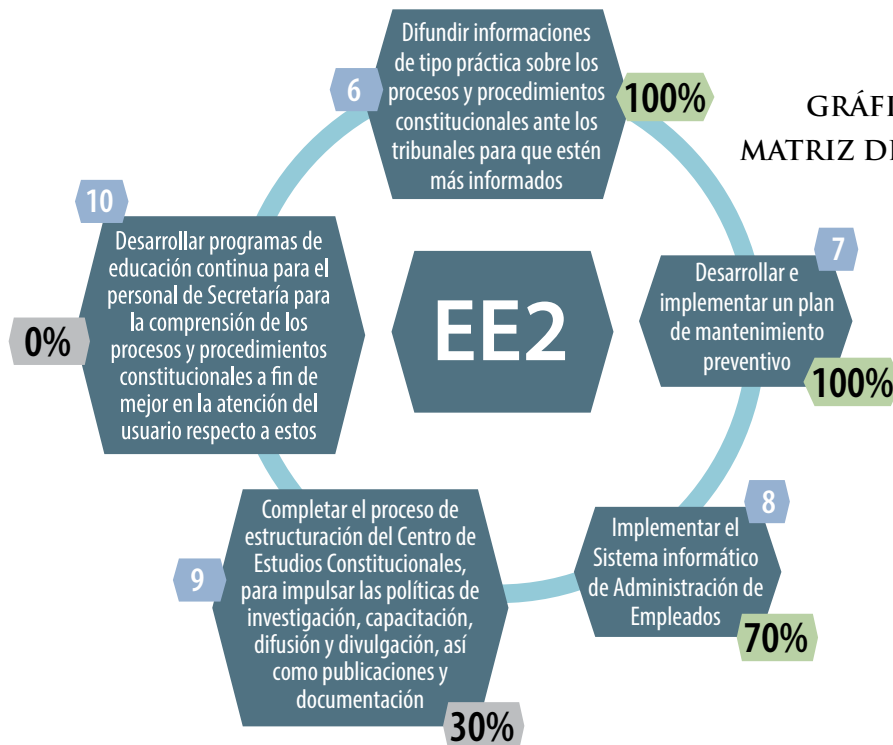 Difundir informaciones
de tipo práctica sobre los
procesos y procedimientos
constitucionales ante los
tribunales para que estén
más informados
6
100%
GRÁFI
MATRIZ DE
10
Desarrollar programas de
educación continua para el
personal de Secretaría para
la comprensión de los
procesos y procedimientos
constitucionales a fin de
mejor en la atención del
usuario respecto a estos
0%
EE2
7
Desarrollar e
implementar un plan
de mantenimiento
preventivo
100%
8
Implementar el
Sistema informático
de Administración de
Empleados
70%
9
Completar el proceso de
estructuración del Centro de
Estudios Constitucionales,
para impulsar las políticas de
investigación, capacitación,
difusión y divulgación, así
como publicaciones y
documentación
30%